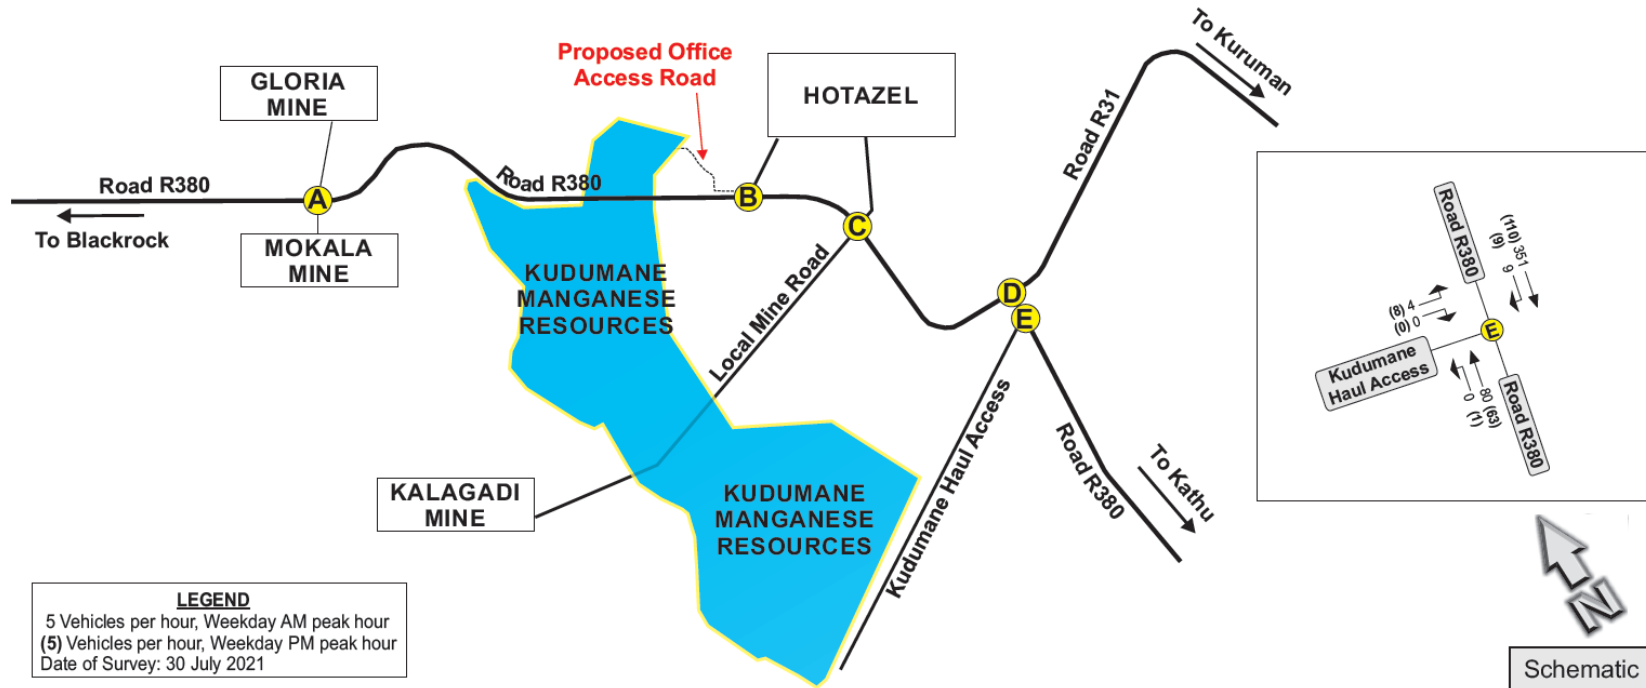 GLORIA
MINE
Proposed Office
Access Road
HOTAZEL
To Kuruman
Road R31
Road R380
To Blackrock
A
MOKALA
MINE
Road R380
B
C
D
E
KUDUMANE
MANGANESE
RESOURCES
Local Mine Road
KALAGADI
MINE
KUDUMANE
MANGANESE
RESOURCES
Kudumane Haul Access
Road R380
To Kathu
Road R380
(110) 351
(9) 9
(8) 4
(0) 0
E
Kudumane
Haul Access
0 (1)
80 (63)
Road R380
LEGEND
5 Vehicles per hour, Weekday AM peak hour
(5) Vehicles per hour, Weekday PM peak hour
Date of Survey: 30 July 2021
N
Schematic